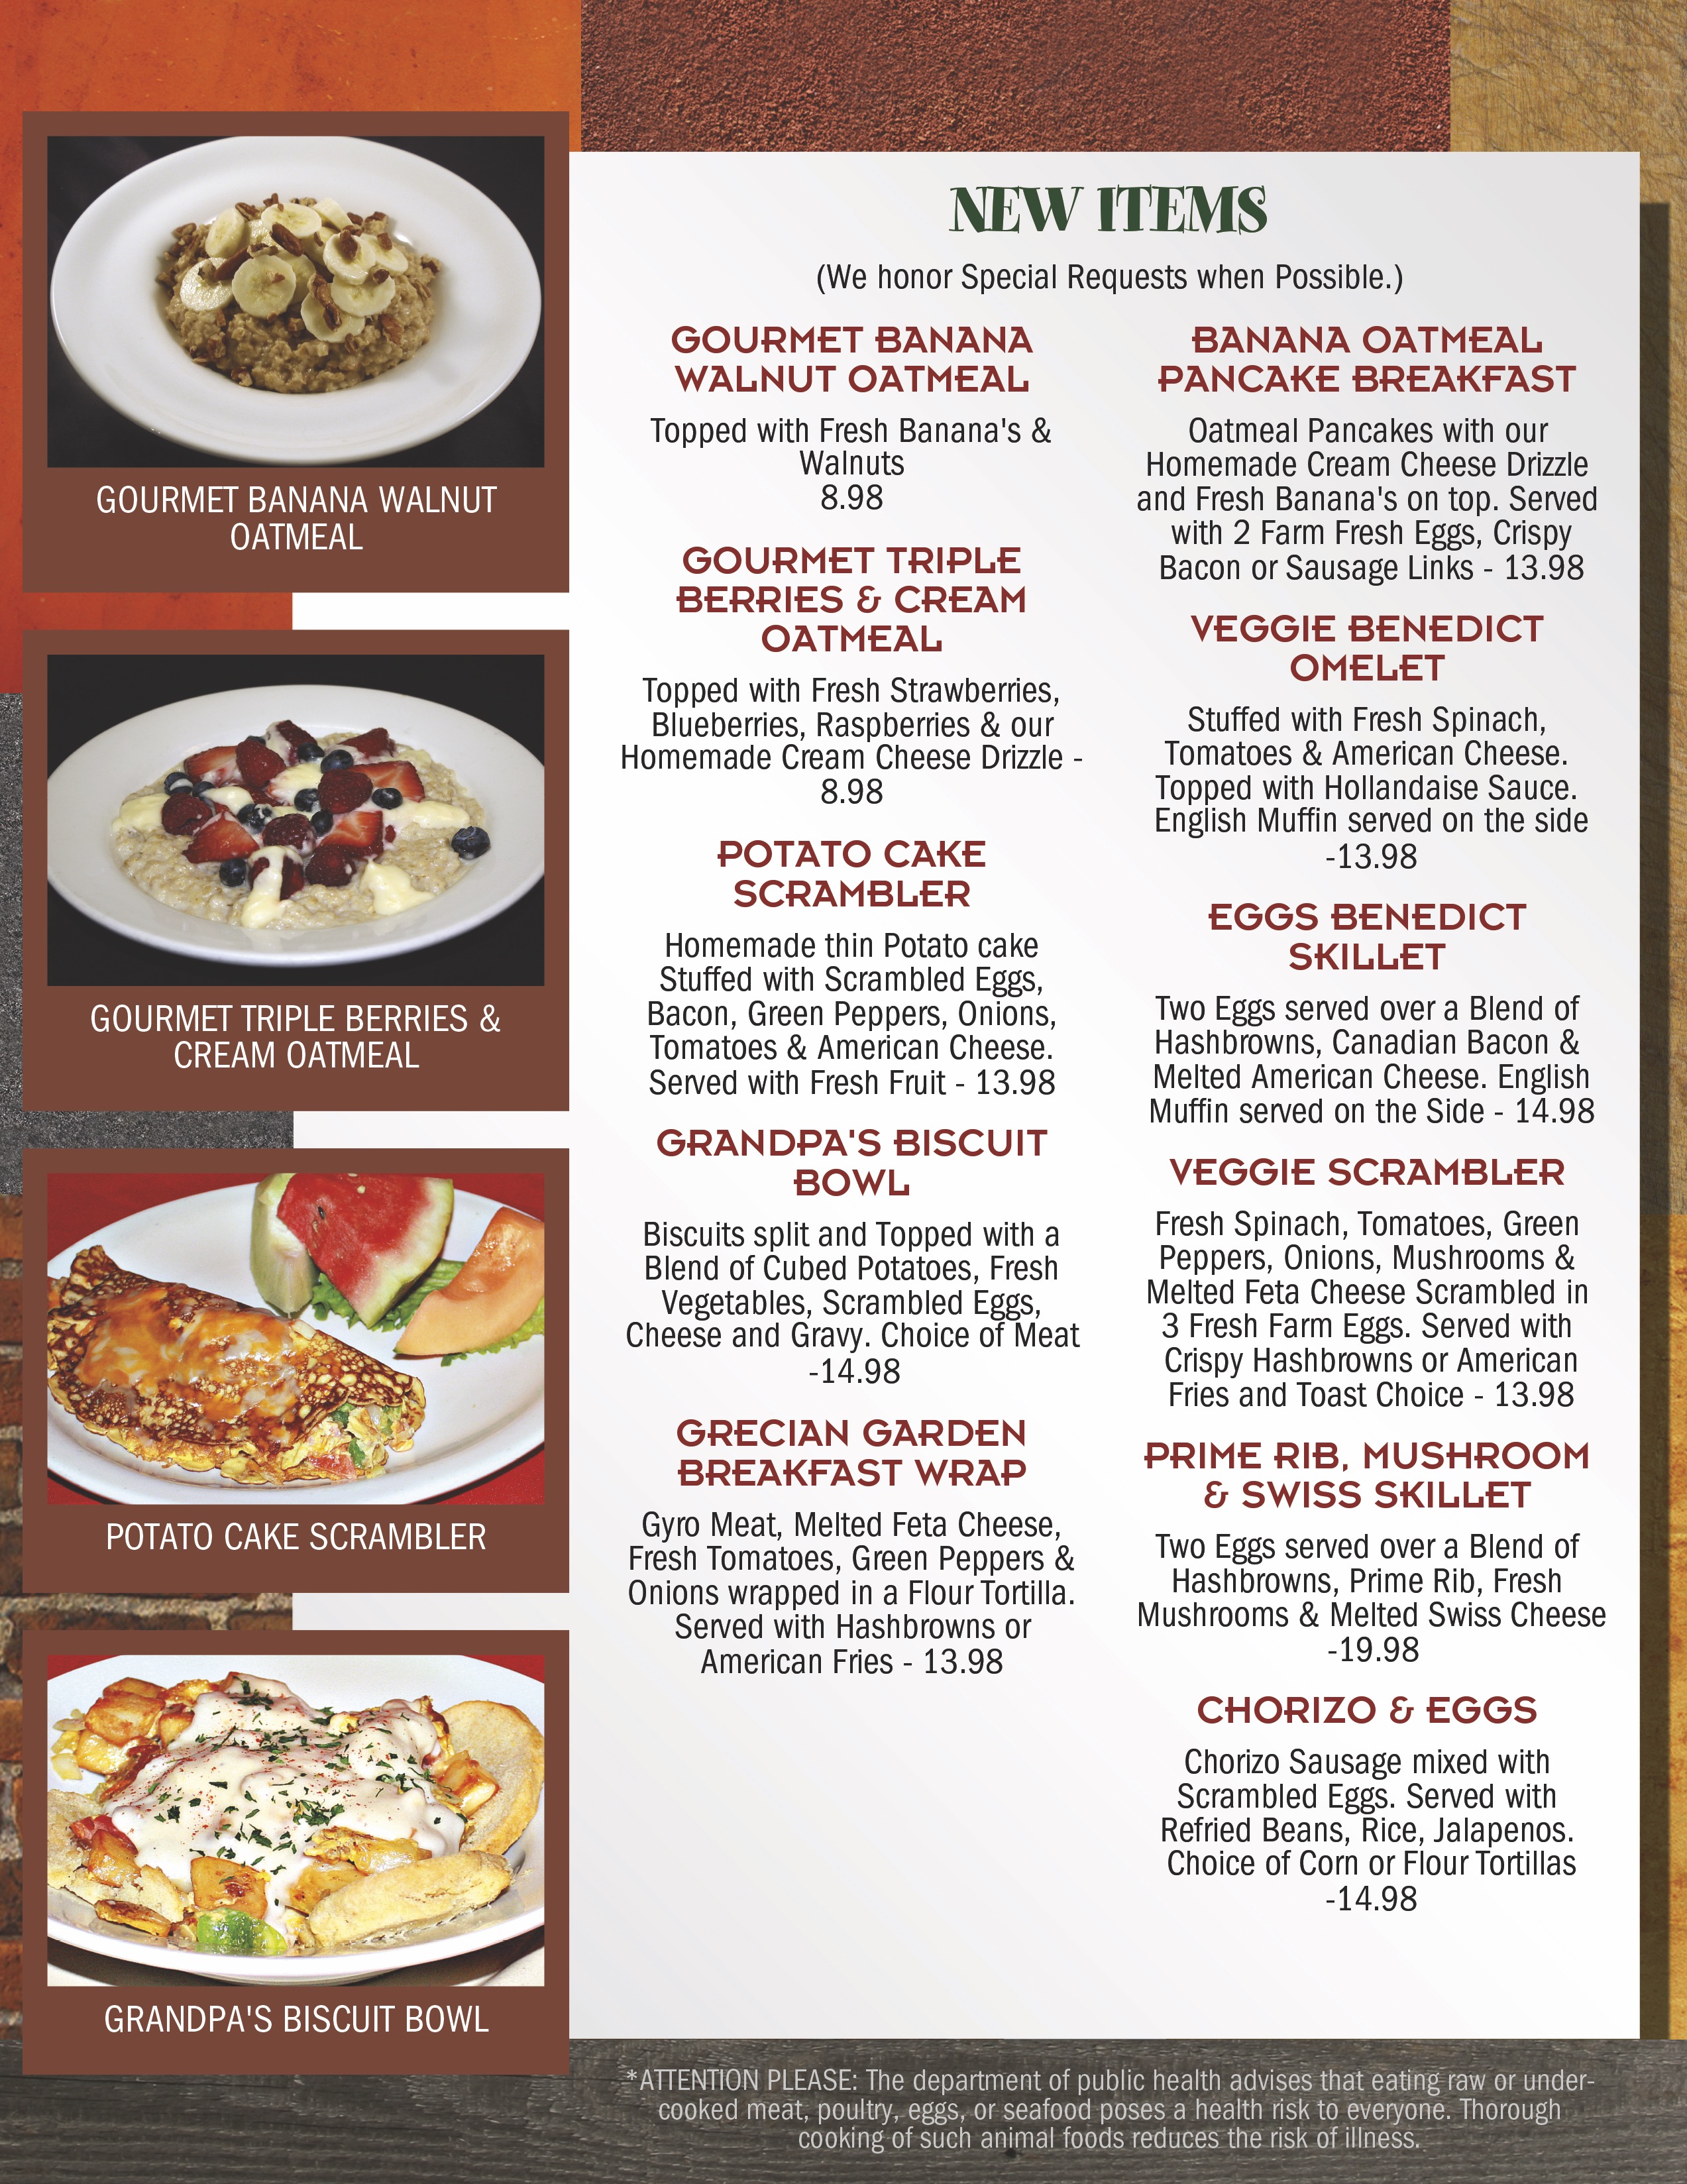 GOURMET BANANA WALNUT
OATMEAL
GOURMET TRIPLE BERRIES &
CREAM OATMEAL
POTATO CAKE SCRAMBLER
GRANDPA'S BISCUIT BOWL
NEW ITEMS
(We honor Special Requests when Possible.)
GOURMET BANANA
WALNUT OATMEAL
Topped with Fresh Banana's &
Walnuts
8.98
GOURMET TRIPLE
BERRIES & CREAM
OATMEAL
Topped with Fresh Strawberries,
Blueberries, Raspberries & our
Homemade Cream Cheese Drizzle -
8.98
POTATO CAKE
SCRAMBLER
Homemade thin Potato cake
Stuffed with Scrambled Eggs,
Bacon, Green Peppers, Onions,
Tomatoes & American Cheese.
Served with Fresh Fruit - 13.98
GRANDPA'S BISCUIT
BOWL
Biscuits split and Topped with a
Blend of Cubed Potatoes, Fresh
Vegetables, Scrambled Eggs,
Cheese and Gravy. Choice of Meat
-14.98
GRECIAN GARDEN
BREAKFAST WRAP
Gyro Meat, Melted Feta Cheese,
Fresh Tomatoes, Green Peppers &
Onions wrapped in a Flour Tortilla.
Served with Hashbrowns or
American Fries - 13.98
BANANA OATMEAL
PANCAKE BREAKFAST
Oatmeal Pancakes with our
Homemade Cream Cheese Drizzle
and Fresh Banana's on top. Served
with 2 Farm Fresh Eggs, Crispy
Bacon or Sausage Links - 13.98
VEGGIE BENEDICT
OMELET
Stuffed with Fresh Spinach,
Tomatoes & American Cheese.
Topped with Hollandaise Sauce.
English Muffin served on the side
-13.98
EGGS BENEDICT
SKILLET
Two Eggs served over a Blend of
Hashbrowns, Canadian Bacon &
Melted American Cheese. English
Muffin served on the Side - 14.98
VEGGIE SCRAMBLER
Fresh Spinach, Tomatoes, Green
Peppers, Onions, Mushrooms &
Melted Feta Cheese Scrambled in
3 Fresh Farm Eggs. Served with
Crispy Hashbrowns or American
Fries and Toast Choice - 13.98
PRIME RIB, MUSHROOM
& SWISS SKILLET
Two Eggs served over a Blend of
Hashbrowns, Prime Rib, Fresh
Mushrooms & Melted Swiss Cheese
-19.98
CHORIZO & EGGS
Chorizo Sausage mixed with
Scrambled Eggs. Served with
Refried Beans, Rice, Jalapenos.
Choice of Corn or Flour Tortillas
-14.98
*ATTENTION PLEASE: The department of public health advises that eating raw or under-
cooked meat, poultry, eggs, or seafood poses a health risk to everyone. Thorough
cooking of such animal foods reduces the risk of illness.